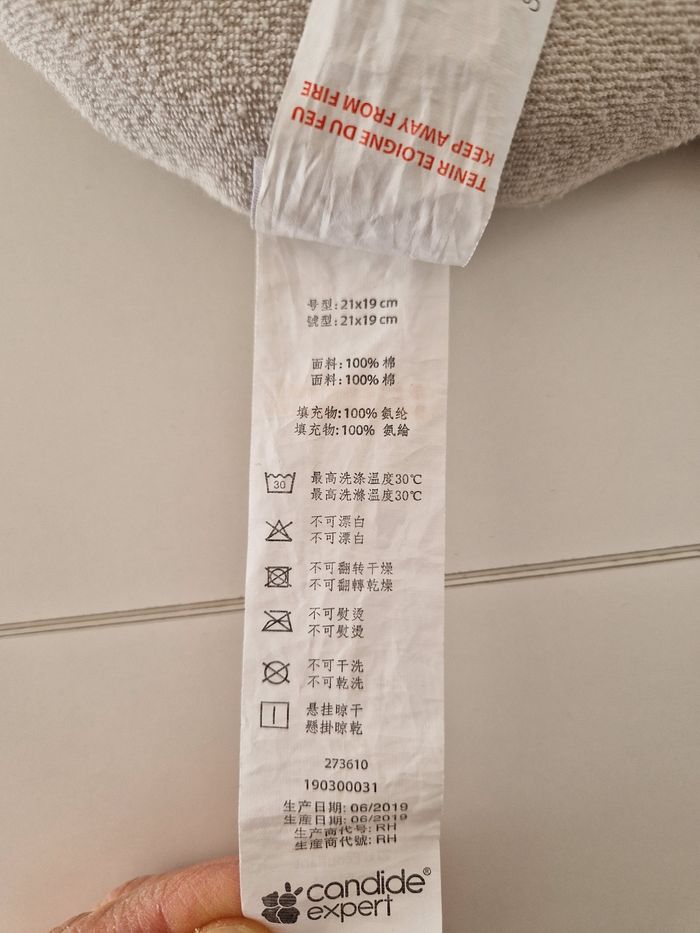 TENIR ELOIGNE DU FEU
KEEP AWAY FROM FIRE
号型: 21x19 cm
號型: 21x19 cm
面料: 100% 棉
面料: 100% 棉
填充物: 100% 氨纶
填充物: 100% 氨綸
30
最高洗涤温度30℃
最高洗滌溫度30℃
不可漂白
不可漂白
不可翻转干燥
不可翻轉乾燥
不可熨烫
不可熨燙
不可干洗
不可乾洗
悬挂晾干
懸掛晾乾
273610
190300031
生产日期: 06/2019
生產日期: 06/2019
生产商代号: RH
生產商代號: RH
candide®
expert